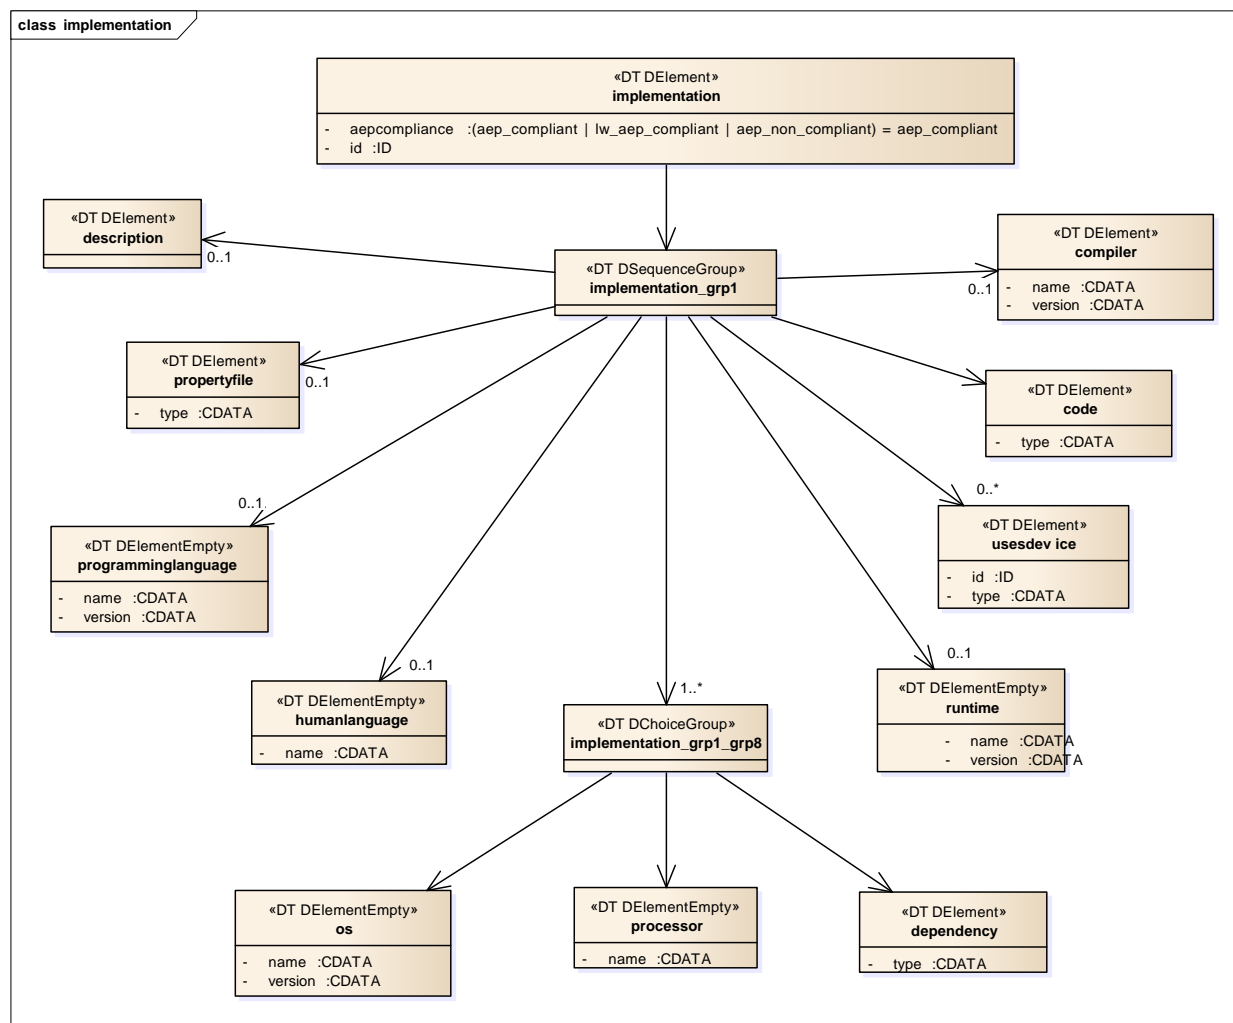 class implementation
«DT DElement»
implementation
- aepcompliance :(aep_compliant | lw_aep_compliant | aep_non_compliant) = aep_compliant
- id :ID
«DT DElement»
description
0..1
«DT DSequenceGroup»
implementation_grp1
«DT DElement»
compiler
- name :CDATA
- version :CDATA
0..1
«DT DElement»
propertyfile
- type :CDATA
0..1
«DT DElement»
code
- type :CDATA
0..1
«DT DElementEmpty»
programminglanguage
- name :CDATA
- version :CDATA
0..*
«DT DElement»
usesdev ice
- id :ID
- type :CDATA
0..1
«DT DElementEmpty»
humanlanguage
- name :CDATA
1..*
«DT DChoiceGroup»
implementation_grp1_grp8
0..1
«DT DElementEmpty»
runtime
- name :CDATA
- version :CDATA
«DT DElementEmpty»
os
- name :CDATA
- version :CDATA
«DT DElementEmpty»
processor
- name :CDATA
«DT DElement»
dependency
- type :CDATA